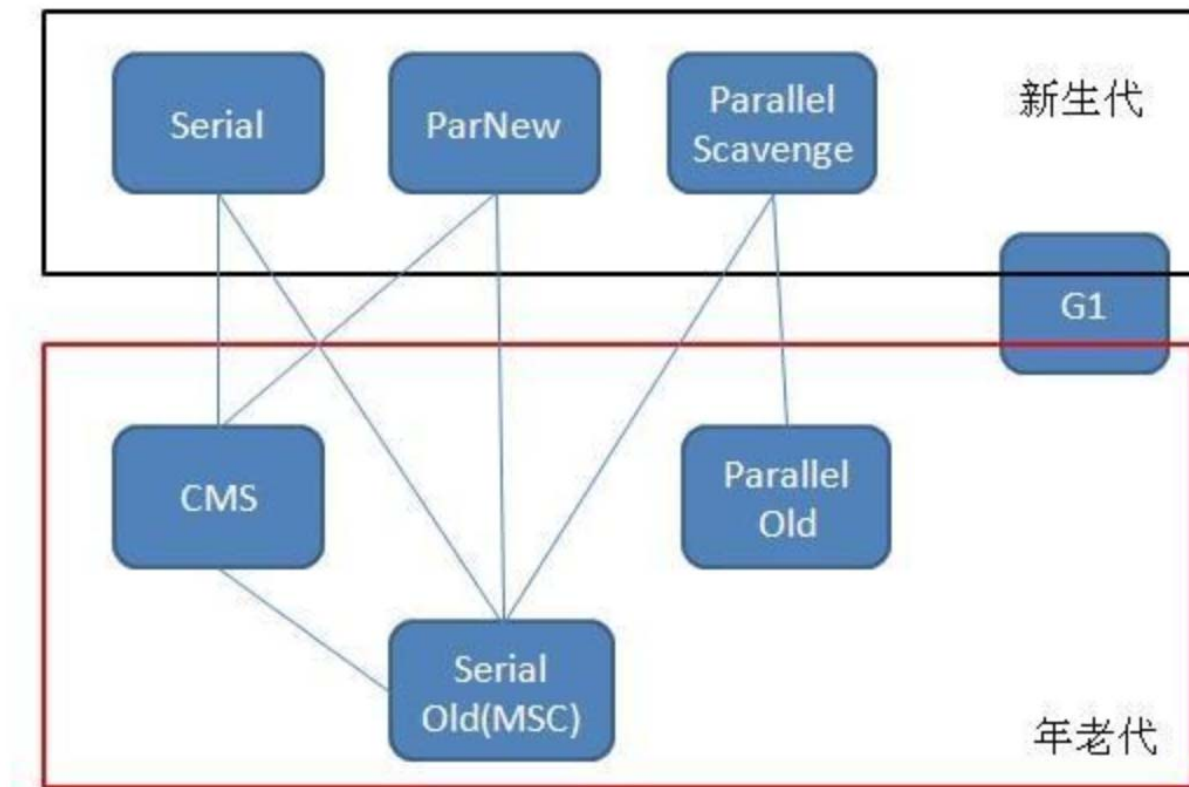 Serial
ParNew
Parallel
Scavenge
新生代
G1
CMS
Parallel
Old
Serial
Old(MSC)
年老代